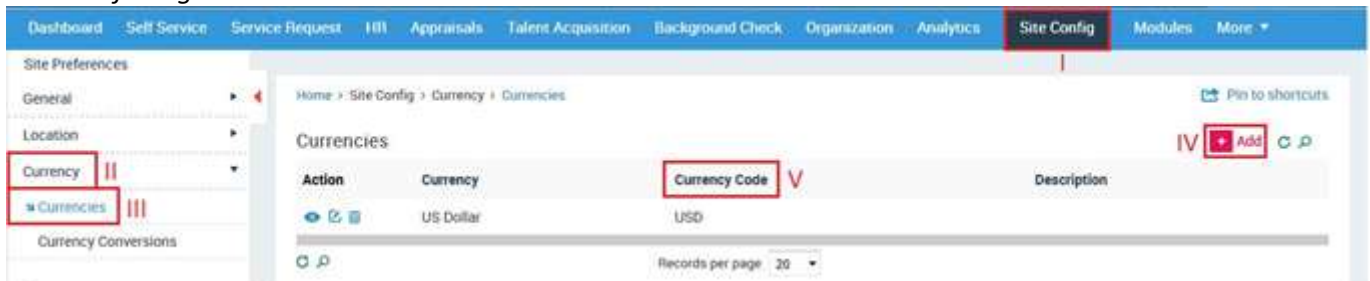 Dashboard Self Service Service Request HR Appraisals Talent Acquisition Background Check Organization Analytics Site Config Modules More
I
Site Preferences
General
Home > Site Config > Currency > Currencies Pin to shortcuts
Location
Currencies IV + Add
Currency II
Action Currency Currency Code V Description
Currencies III
US Dollar USD
Currency Conversions
Records per page 20